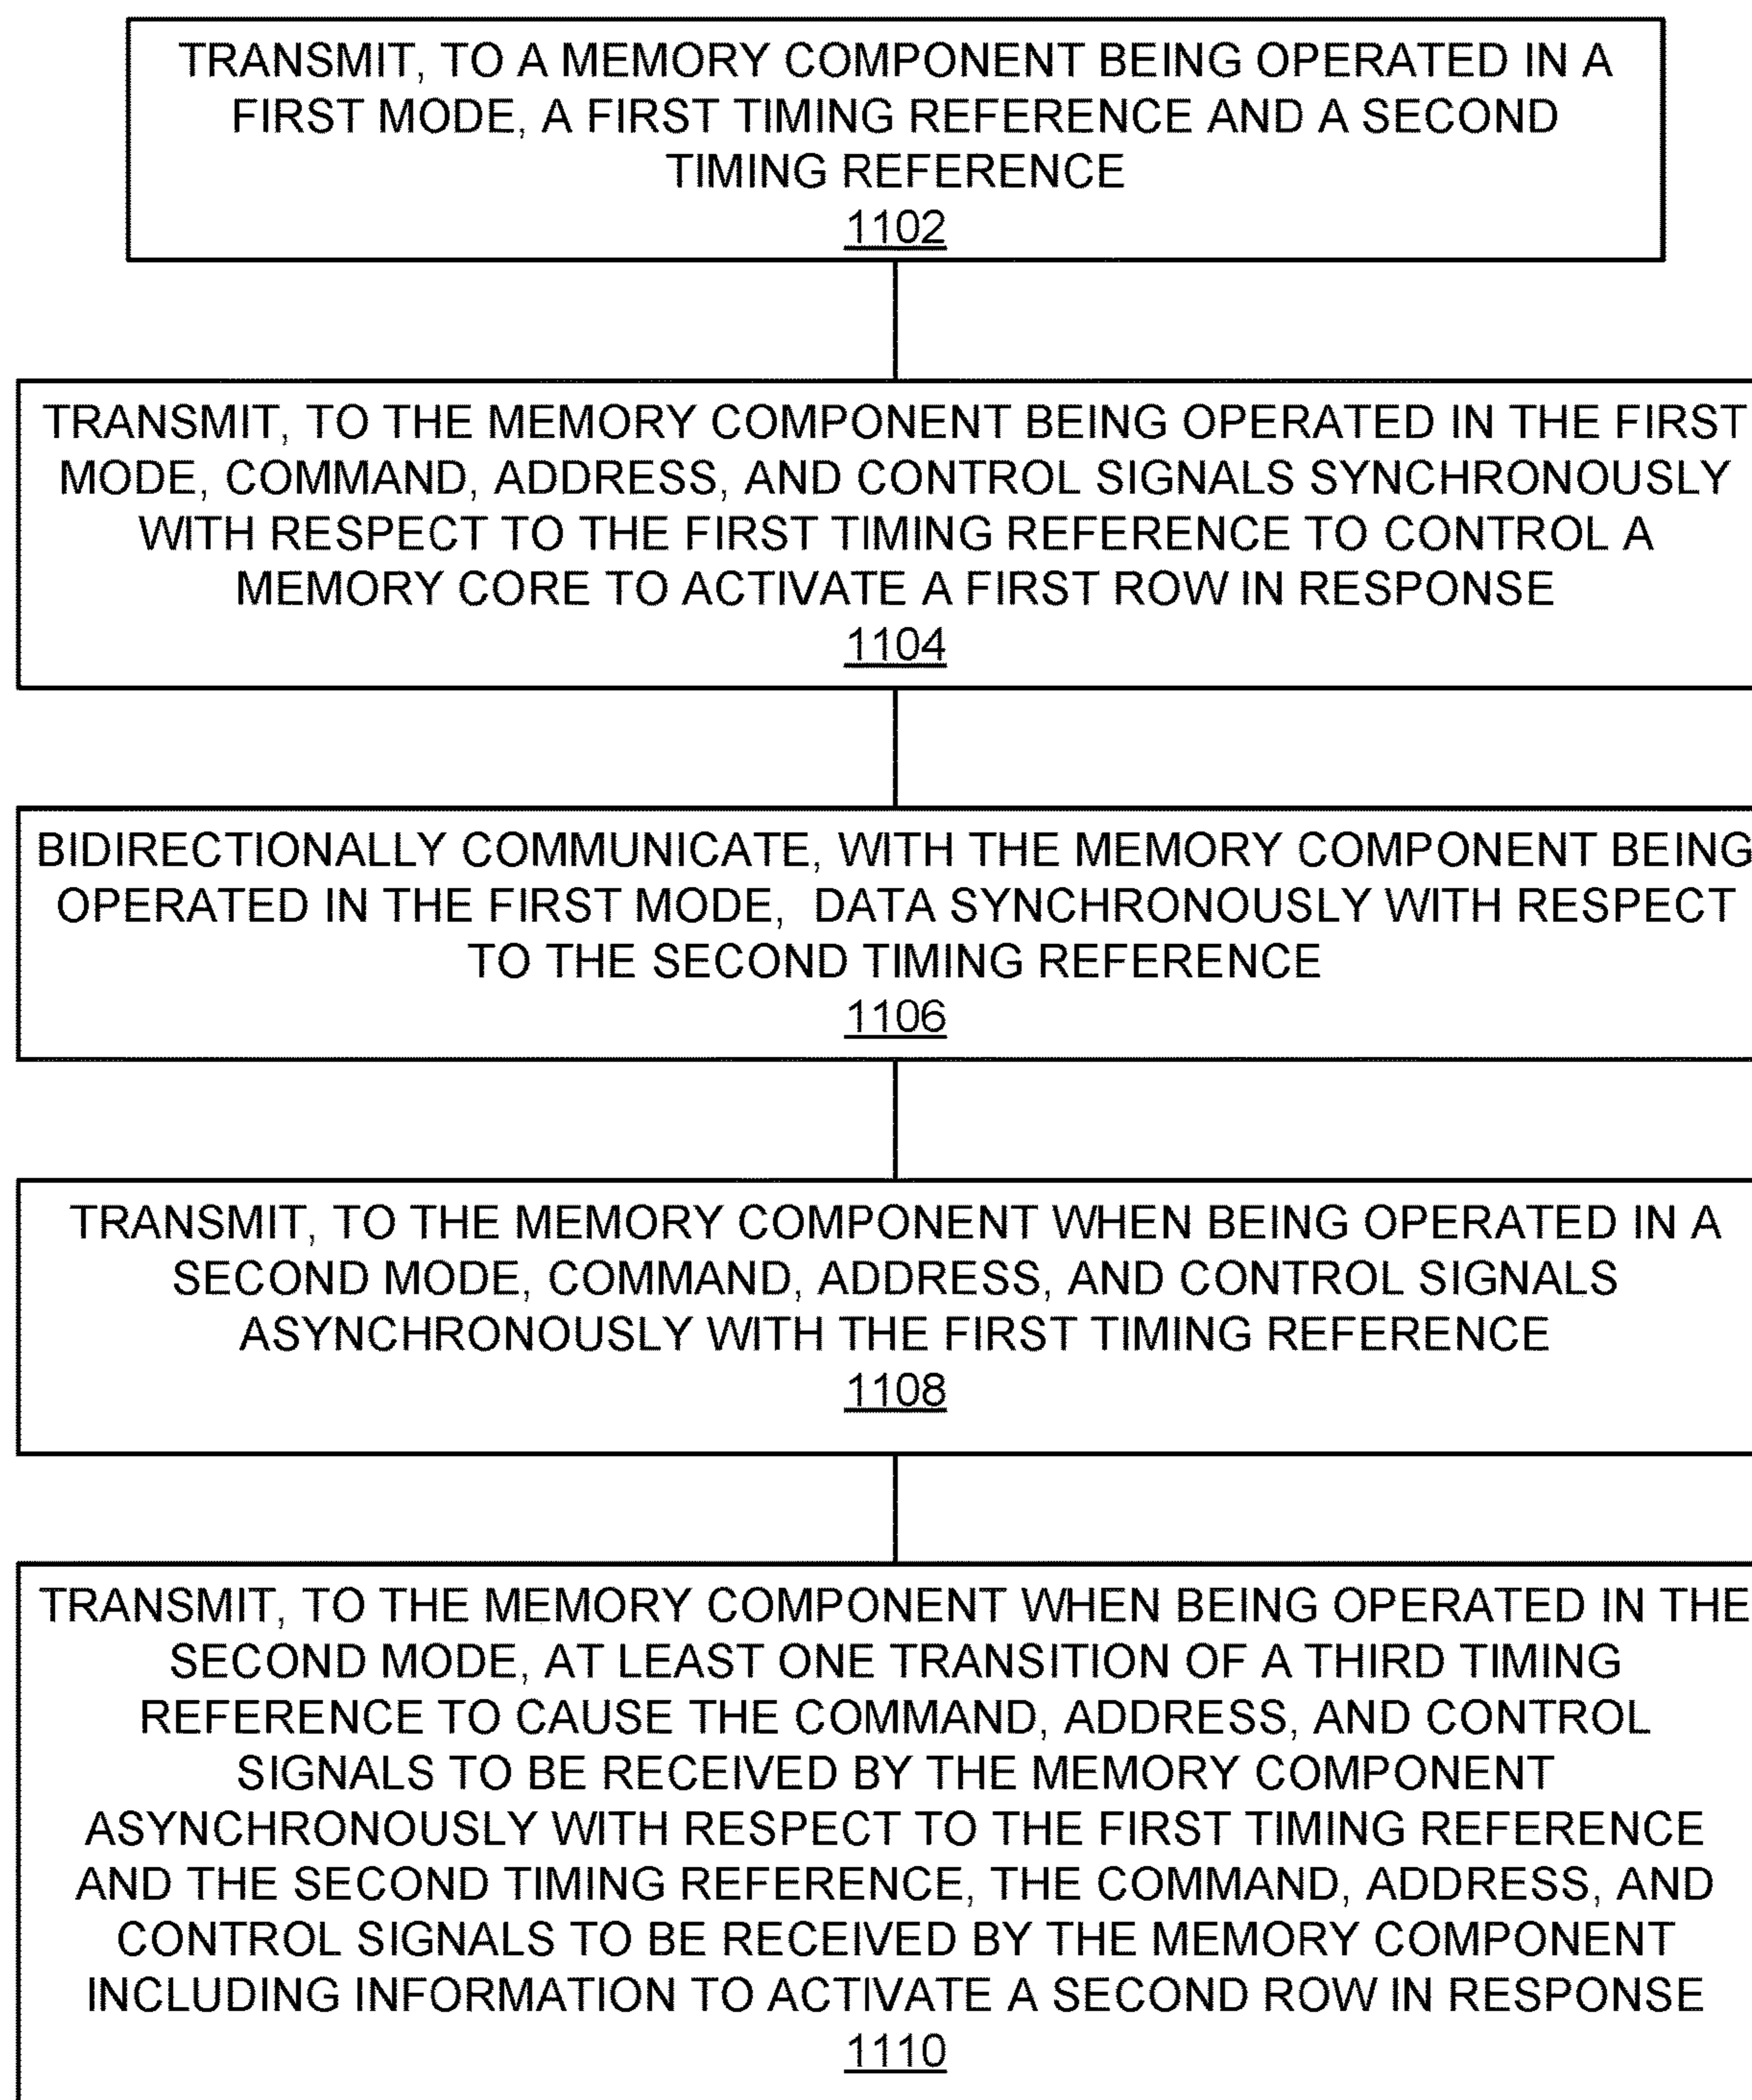 TRANSMIT, TO A MEMORY COMPONENT BEING OPERATED IN A
FIRST MODE, A FIRST TIMING REFERENCE AND A SECOND
TIMING REFERENCE
1102
TRANSMIT, TO THE MEMORY COMPONENT BEING OPERATED IN THE FIRST
MODE, COMMAND, ADDRESS, AND CONTROL SIGNALS SYNCHRONOUSLY
WITH RESPECT TO THE FIRST TIMING REFERENCE TO CONTROL A
MEMORY CORE TO ACTIVATE A FIRST ROW IN RESPONSE
1104
BIDIRECTIONALLY COMMUNICATE, WITH THE MEMORY COMPONENT BEING
OPERATED IN THE FIRST MODE, DATA SYNCHRONOUSLY WITH RESPECT
TO THE SECOND TIMING REFERENCE
1106
TRANSMIT, TO THE MEMORY COMPONENT WHEN BEING OPERATED IN A
SECOND MODE, COMMAND, ADDRESS, AND CONTROL SIGNALS
ASYNCHRONOUSLY WITH THE FIRST TIMING REFERENCE
1108
TRANSMIT, TO THE MEMORY COMPONENT WHEN BEING OPERATED IN THE
SECOND MODE, AT LEAST ONE TRANSITION OF A THIRD TIMING
REFERENCE TO CAUSE THE COMMAND, ADDRESS, AND CONTROL
SIGNALS TO BE RECEIVED BY THE MEMORY COMPONENT
ASYNCHRONOUSLY WITH RESPECT TO THE FIRST TIMING REFERENCE
AND THE SECOND TIMING REFERENCE, THE COMMAND, ADDRESS, AND
CONTROL SIGNALS TO BE RECEIVED BY THE MEMORY COMPONENT
INCLUDING INFORMATION TO ACTIVATE A SECOND ROW IN RESPONSE
1110